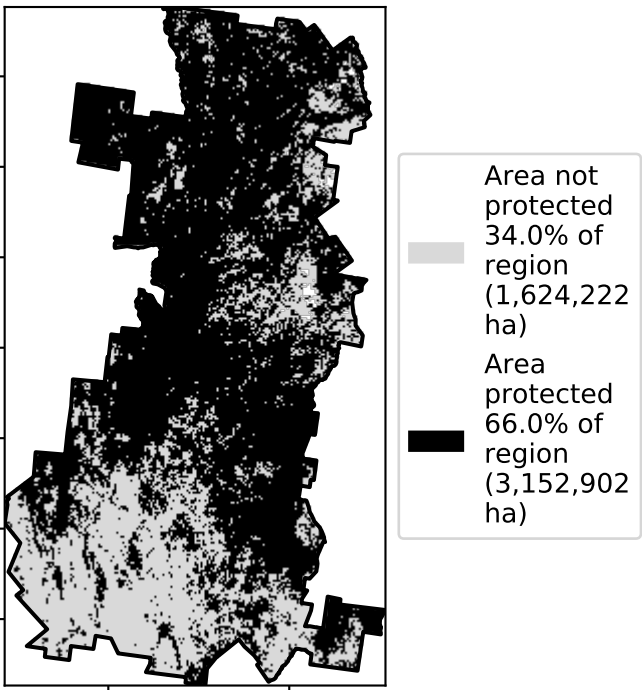 Area not
protected
34.0% of
region
(1,624,222
ha)
Area
protected
66.0% of
region
(3,152,902
ha)